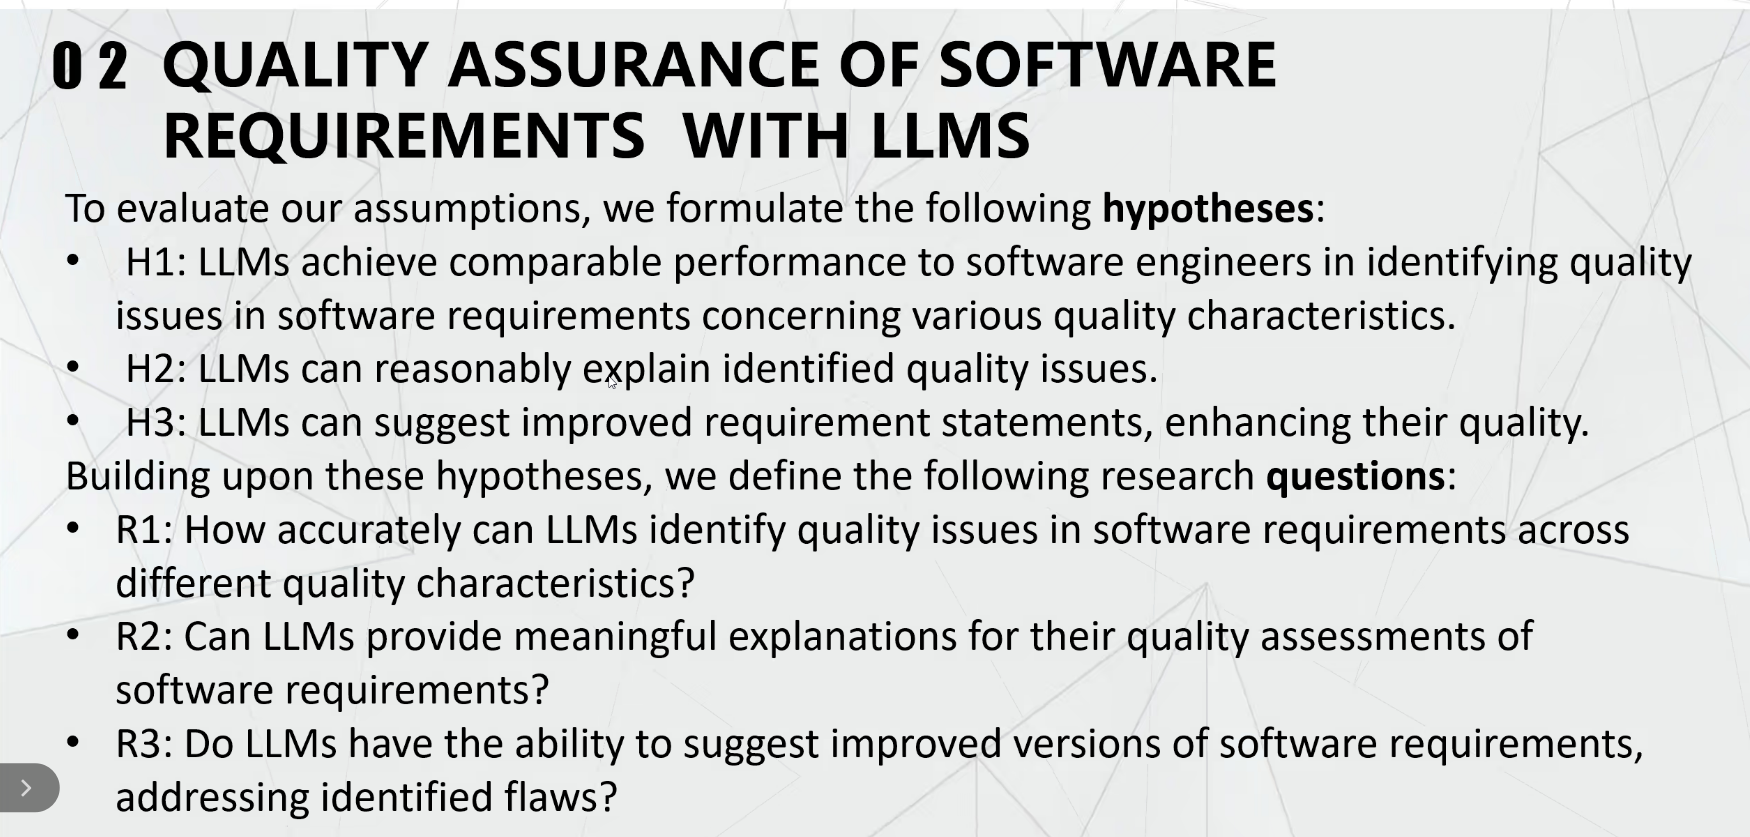 02 QUALITY ASSURANCE OF SOFTWARE
REQUIREMENTS WITH LLMS
To evaluate our assumptions, we formulate the following hypotheses:
• H1: LLMs achieve comparable performance to software engineers in identifying quality
issues in software requirements concerning various quality characteristics.
• H2: LLMs can reasonably explain identified quality issues.
• H3: LLMs can suggest improved requirement statements, enhancing their quality.
Building upon these hypotheses, we define the following research questions:
• R1: How accurately can LLMs identify quality issues in software requirements across
different quality characteristics?
• R2: Can LLMs provide meaningful explanations for their quality assessments of
software requirements?
• R3: Do LLMs have the ability to suggest improved versions of software requirements,
addressing identified flaws?